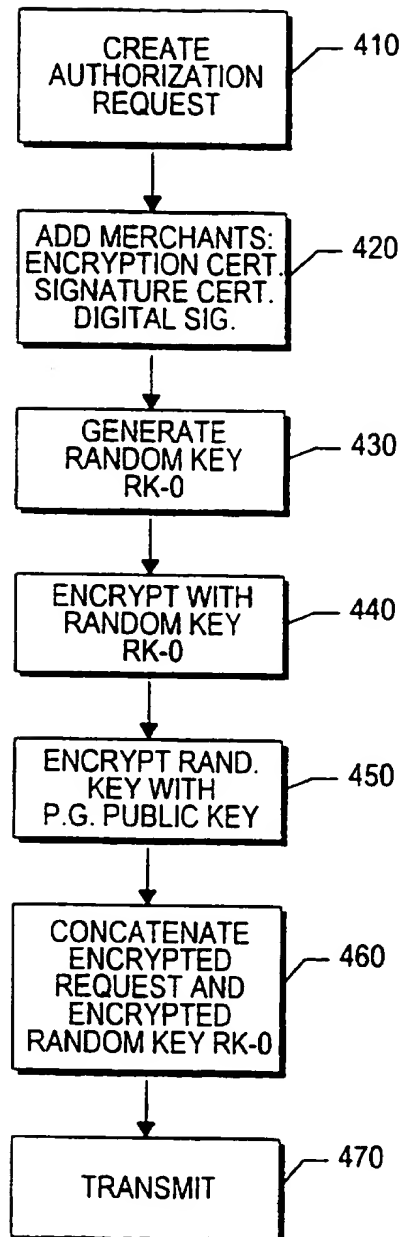 CREATE
AUTHORIZATION
REQUEST
410
ADD MERCHANTS:
ENCRYPTION CERT.
SIGNATURE CERT.
DIGITAL SIG.
420
GENERATE
RANDOM KEY
RK-0
430
ENCRYPT WITH
RANDOM KEY
RK-0
440
ENCRYPT RAND.
KEY WITH
P.G. PUBLIC KEY
450
CONCATENATE
ENCRYPTED
REQUEST AND
ENCRYPTED
RANDOM KEY RK-0
460
TRANSMIT
470